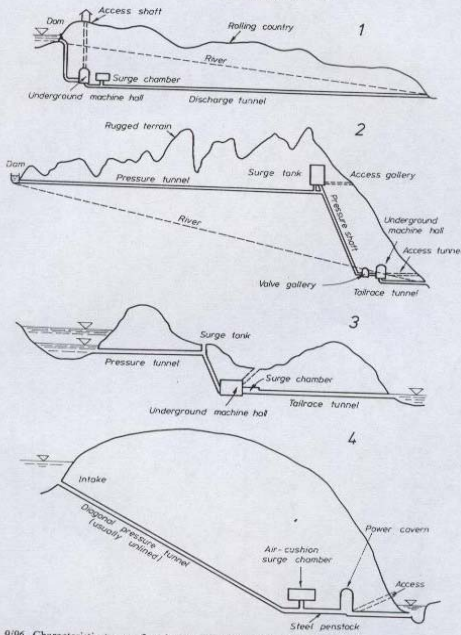 Dam
Access shaft
1
Rolling country
River
Surge chamber
Underground machine hall
Discharge tunnel
2
Rugged terrain
Dam
Pressure tunnel
Surge tank
Access gallery
River
Pressure shaft
Underground
machine hall
Access tunnel
Valve gallery
Tailrace tunnel
3
Surge tank
Pressure tunnel
Surge chamber
Underground machine hall
Tailrace tunnel
4
Intake
Diagonal pressure tunnel
(usually unlined)
Power cavern
Air-cushion
surge chamber
Access
Steel penstock